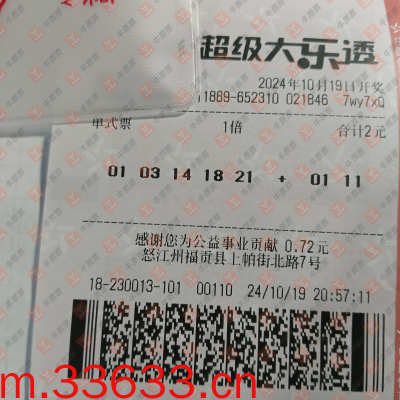 超级大乐透
2024年10月19日开奖
11889-652310 021846 7wy7xQ
单式票 1倍 合计2元
01 03 14 18 21 + 01 11
感谢您为公益事业贡献 0.72元
怒江州福贡县上帕街北路7号
18-230013-101 00110 24/10/19 20:57:11
m.33633.cn